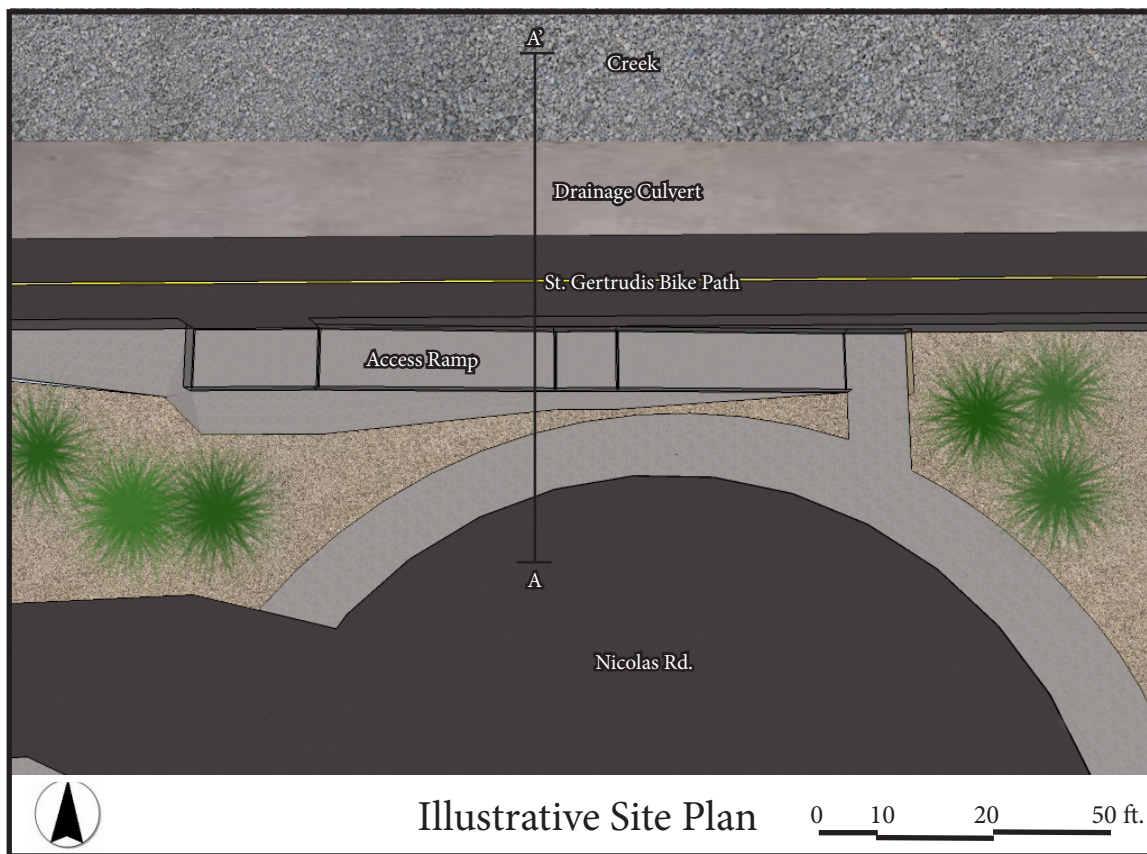 A'
Creek
Drainage Culvert
St. Gertrudis Bike Path
Access Ramp
A
Nicolas Rd.
Illustrative Site Plan
0 10 20 50 ft.